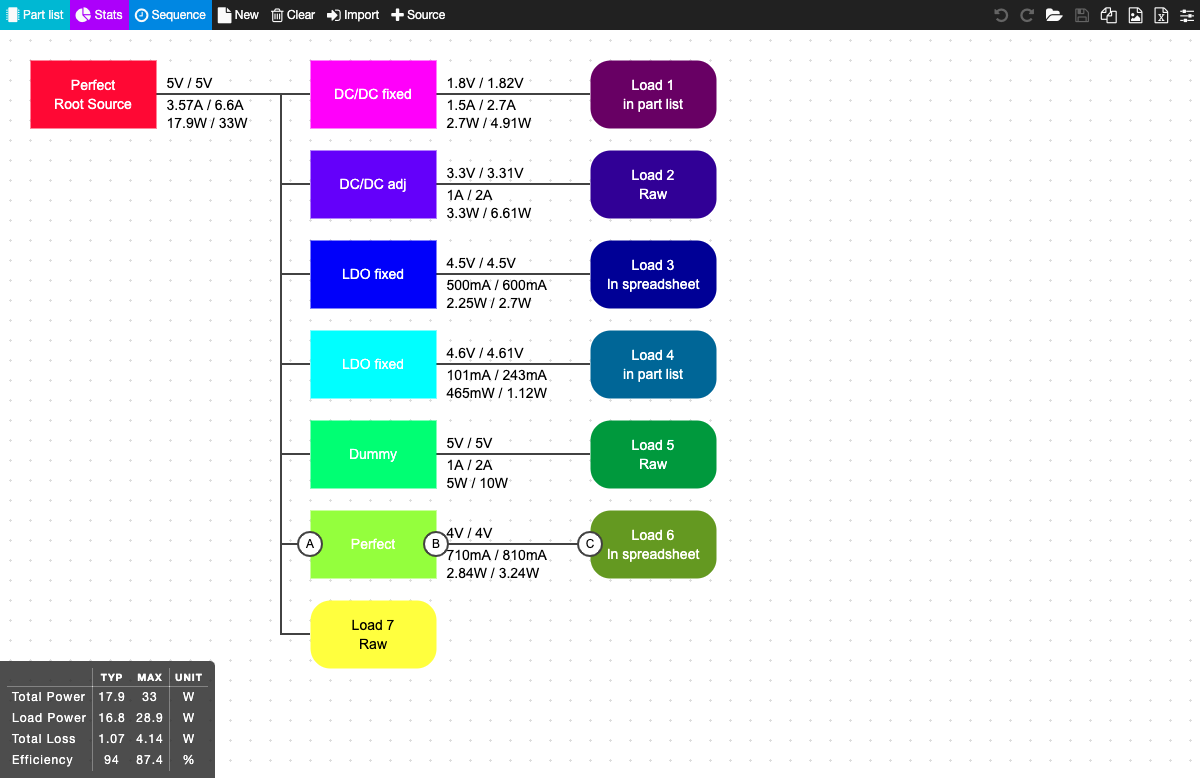 Part list Stats Sequence New Clear Import Source
Perfect
Root Source
5V / 5V
3.57A / 6.6A
17.9W / 33W
DC/DC fixed
1.8V / 1.82V
1.5A / 2.7A
2.7W / 4.91W
Load 1
in part list
DC/DC adj
3.3V / 3.31V
1A / 2A
3.3W / 6.61W
Load 2
Raw
LDO fixed
4.5V / 4.5V
500mA / 600mA
2.25W / 2.7W
Load 3
In spreadsheet
LDO fixed
4.6V / 4.61V
101mA / 243mA
465mW / 1.12W
Load 4
in part list
Dummy
5V / 5V
1A / 2A
5W / 10W
Load 5
Raw
A
Perfect
B
4V / 4V
710mA / 810mA
2.84W / 3.24W
C
Load 6
In spreadsheet
Load 7
Raw
TYP MAX UNIT
Total Power 17.9 33 W
Load Power 16.8 28.9 W
Total Loss 1.07 4.14 W
Efficiency 94 87.4 %